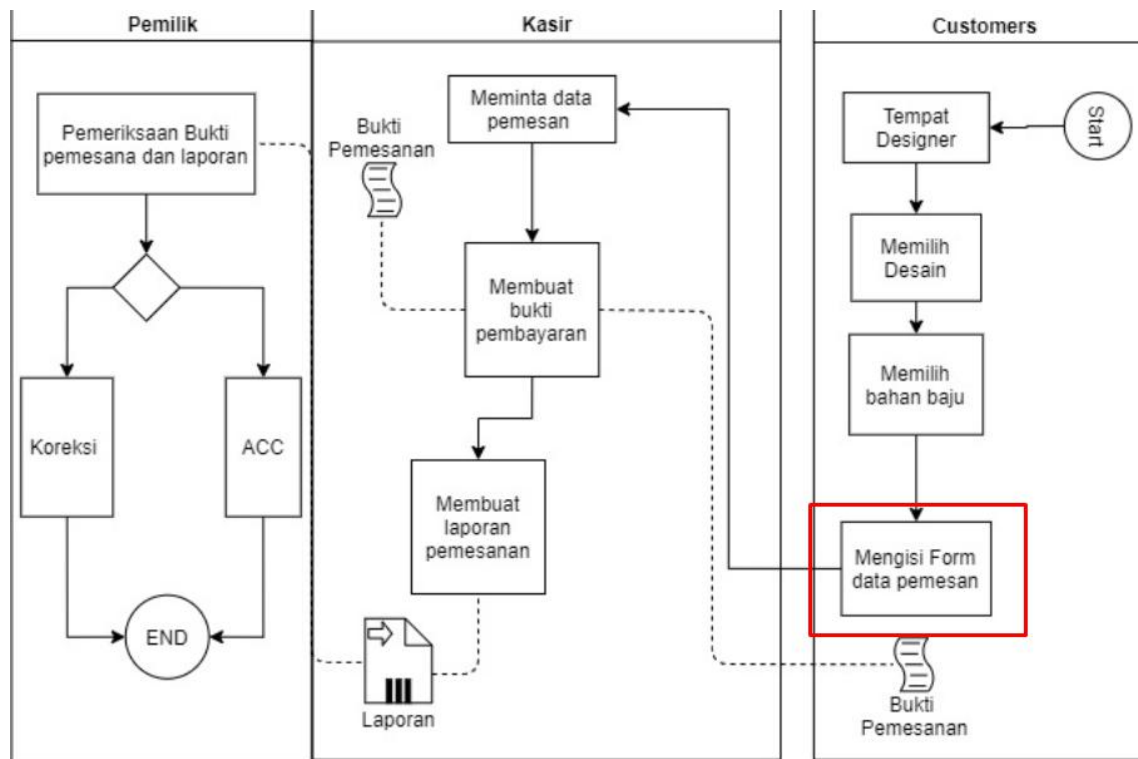 Pemilik
Pemeriksaan Bukti
pemesana dan laporan
Koreksi
ACC
END
Kasir
Meminta data
pemesan
Bukti
Pemesanan
Membuat
bukti
pembayaran
Membuat
laporan
pemesanan
Laporan
Customers
Start
Tempat
Designer
Memilih
Desain
Memilih
bahan baju
Mengisi Form
data pemesan
Bukti
Pemesanan